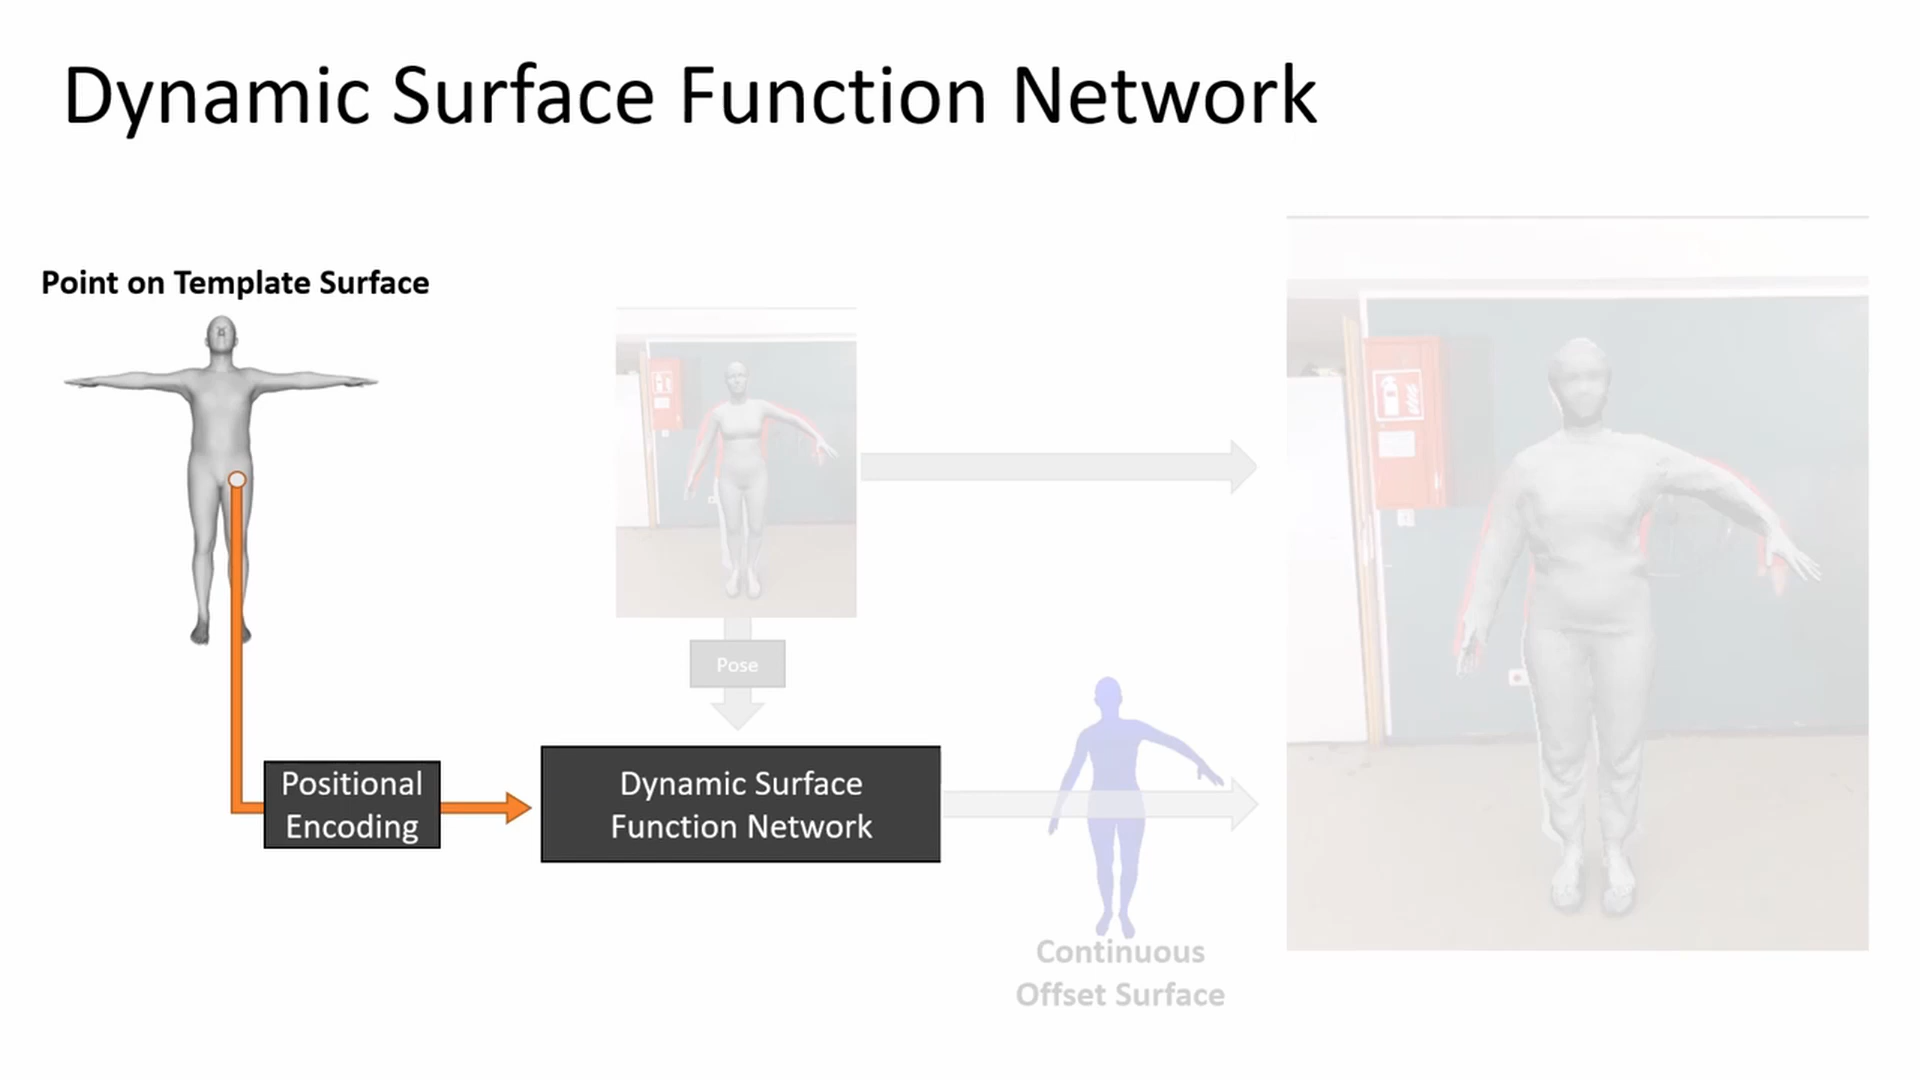 Dynamic Surface Function Network
Point on Template Surface
Pose
Positional
Encoding
Dynamic Surface
Function Network
Continuous
Offset Surface